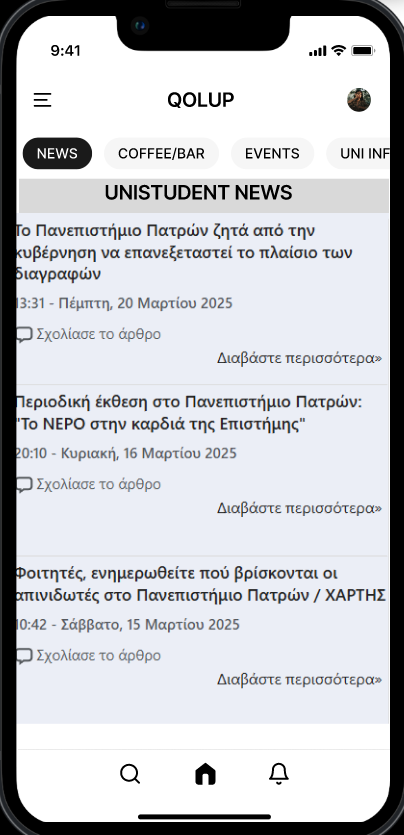 9:41
QOLUP
NEWS
COFFEE/BAR
EVENTS
UNI INF
UNISTUDENT NEWS
Το Πανεπιστήμιο Πατρών ζητά από την
κυβέρνηση να επανεξεταστεί το πλαίσιο των
διαγραφών
13:31 - Πέμπτη, 20 Μαρτίου 2025
Σχολίασε το άρθρο
Διαβάστε περισσότερα»
Περιοδική έκθεση στο Πανεπιστήμιο Πατρών:
"Το ΝΕΡΟ στην καρδιά της Επιστήμης"
20:10 - Κυριακή, 16 Μαρτίου 2025
Σχολίασε το άρθρο
Διαβάστε περισσότερα»
Φοιτητές, ενημερωθείτε πού βρίσκονται οι
απινιδωτές στο Πανεπιστήμιο Πατρών / ΧΑΡΤΗΣ
10:42 - Σάββατο, 15 Μαρτίου 2025
Σχολίασε το άρθρο
Διαβάστε περισσότερα»